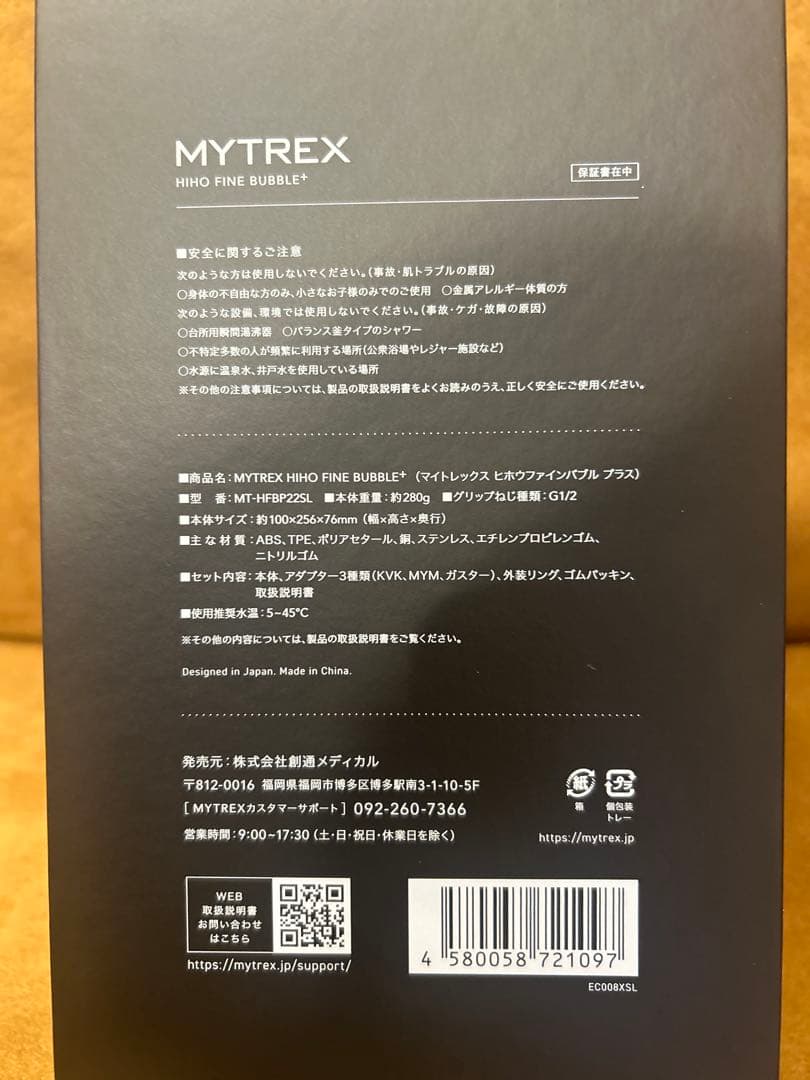 MYTREX
HIHO FINE BUBBLE+
保証書在中
■安全に関するご注意
次のような方は使用しないでください。(事故・肌トラブルの原因)
○身体の不自由な方のみ、小さなお子様のみでのご使用 ○金属アレルギー体質の方
次のような設備、環境では使用しないでください。(事故・ケガ・故障の原因)
○台所用瞬間湯沸器 ○バランス釜タイプのシャワー
○不特定多数の人が頻繁に利用する場所(公衆浴場やレジャー施設など)
○水源に温泉水、井戸水を使用している場所
※その他の注意事項については、製品の取扱説明書をよくお読みのうえ、正しく安全にご使用ください。
■商品名:MYTREX HIHO FINE BUBBLE+ (マイトレックス ヒホウファインバブル プラス)
■型 番:MT-HFBP22SL ■本体重量:約280g ■グリップねじ種類:G1/2
■本体サイズ:約100×256×76mm (幅×高さ×奥行)
■主な材質:ABS、TPE、ポリアセタール、銅、ステンレス、エチレンプロピレンゴム、
ニトリルゴム
■セット内容:本体、アダプター3種類(KVK、MYM、ガスター)、外装リング、ゴムパッキン、
取扱説明書
■使用推奨水温:5~45℃
※その他の内容については、製品の取扱説明書をご覧ください。
Designed in Japan. Made in China.
発売元:株式会社創通メディカル
〒812-0016 福岡県福岡市博多区博多駅南3-1-10-5F
[MYTREXカスタマーサポート] 092-260-7366
営業時間:9:00~17:30 (土・日・祝日・休業日を除く)
紙
箱
プラ
個包装
トレー
https://mytrex.jp
WEB
取扱説明書
お問い合わせ
はこちら
https://mytrex.jp/support/
4 580058 721097
EC008XSL